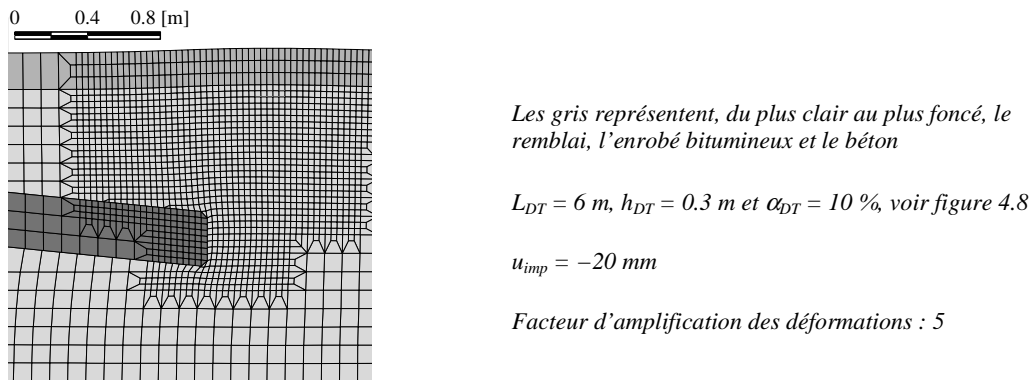 0 0.4 0.8 [m]
Les gris représentent, du plus clair au plus foncé, le
remblai, l'enrobé bitumineux et le béton
L_DT = 6 m, h_DT = 0.3 m et α_DT = 10 %, voir figure 4.8
u_imp = −20 mm
Facteur d'amplification des déformations : 5